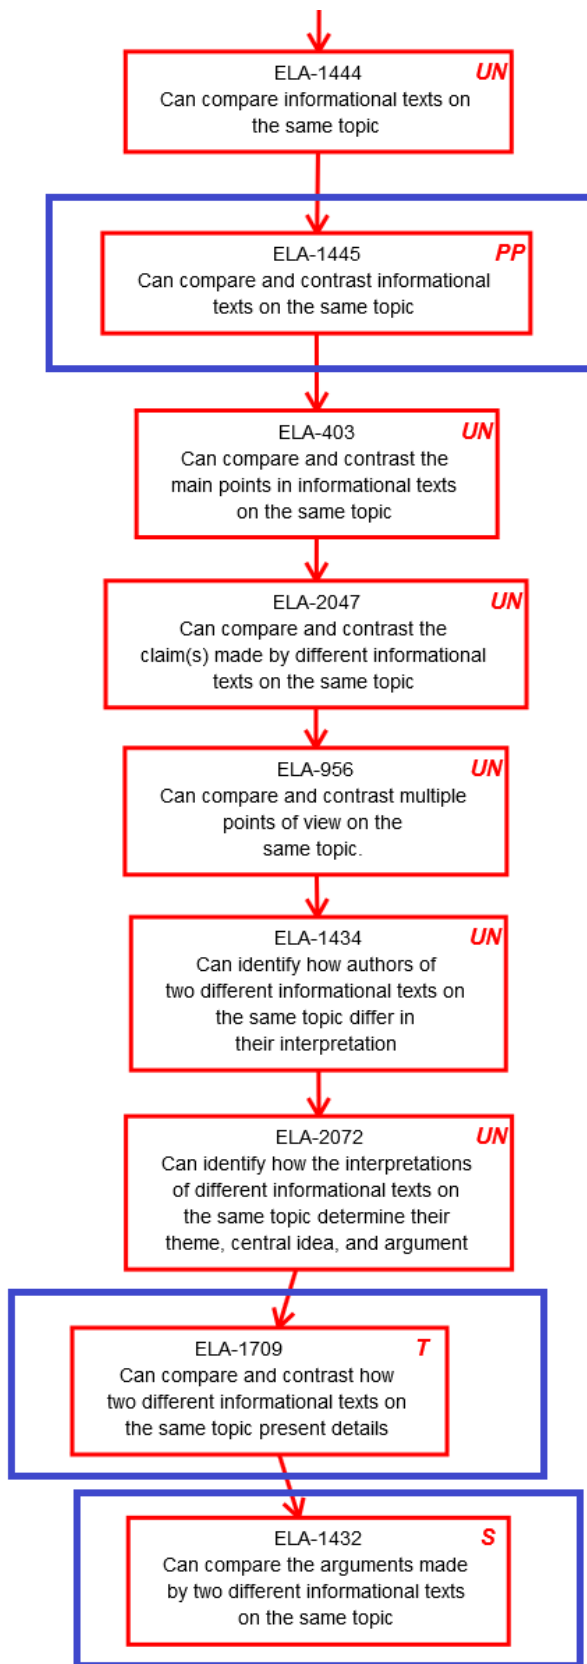 ELA-1444 UN
Can compare informational texts on
the same topic
ELA-1445 PP
Can compare and contrast informational
texts on the same topic
ELA-403 UN
Can compare and contrast the
main points in informational texts
on the same topic
ELA-2047 UN
Can compare and contrast the
claim(s) made by different informational
texts on the same topic
ELA-956 UN
Can compare and contrast multiple
points of view on the
same topic.
ELA-1434 UN
Can identify how authors of
two different informational texts on
the same topic differ in
their interpretation
ELA-2072 UN
Can identify how the interpretations
of different informational texts on
the same topic determine their
theme, central idea, and argument
ELA-1709 T
Can compare and contrast how
two different informational texts on
the same topic present details
ELA-1432 S
Can compare the arguments made
by two different informational texts
on the same topic